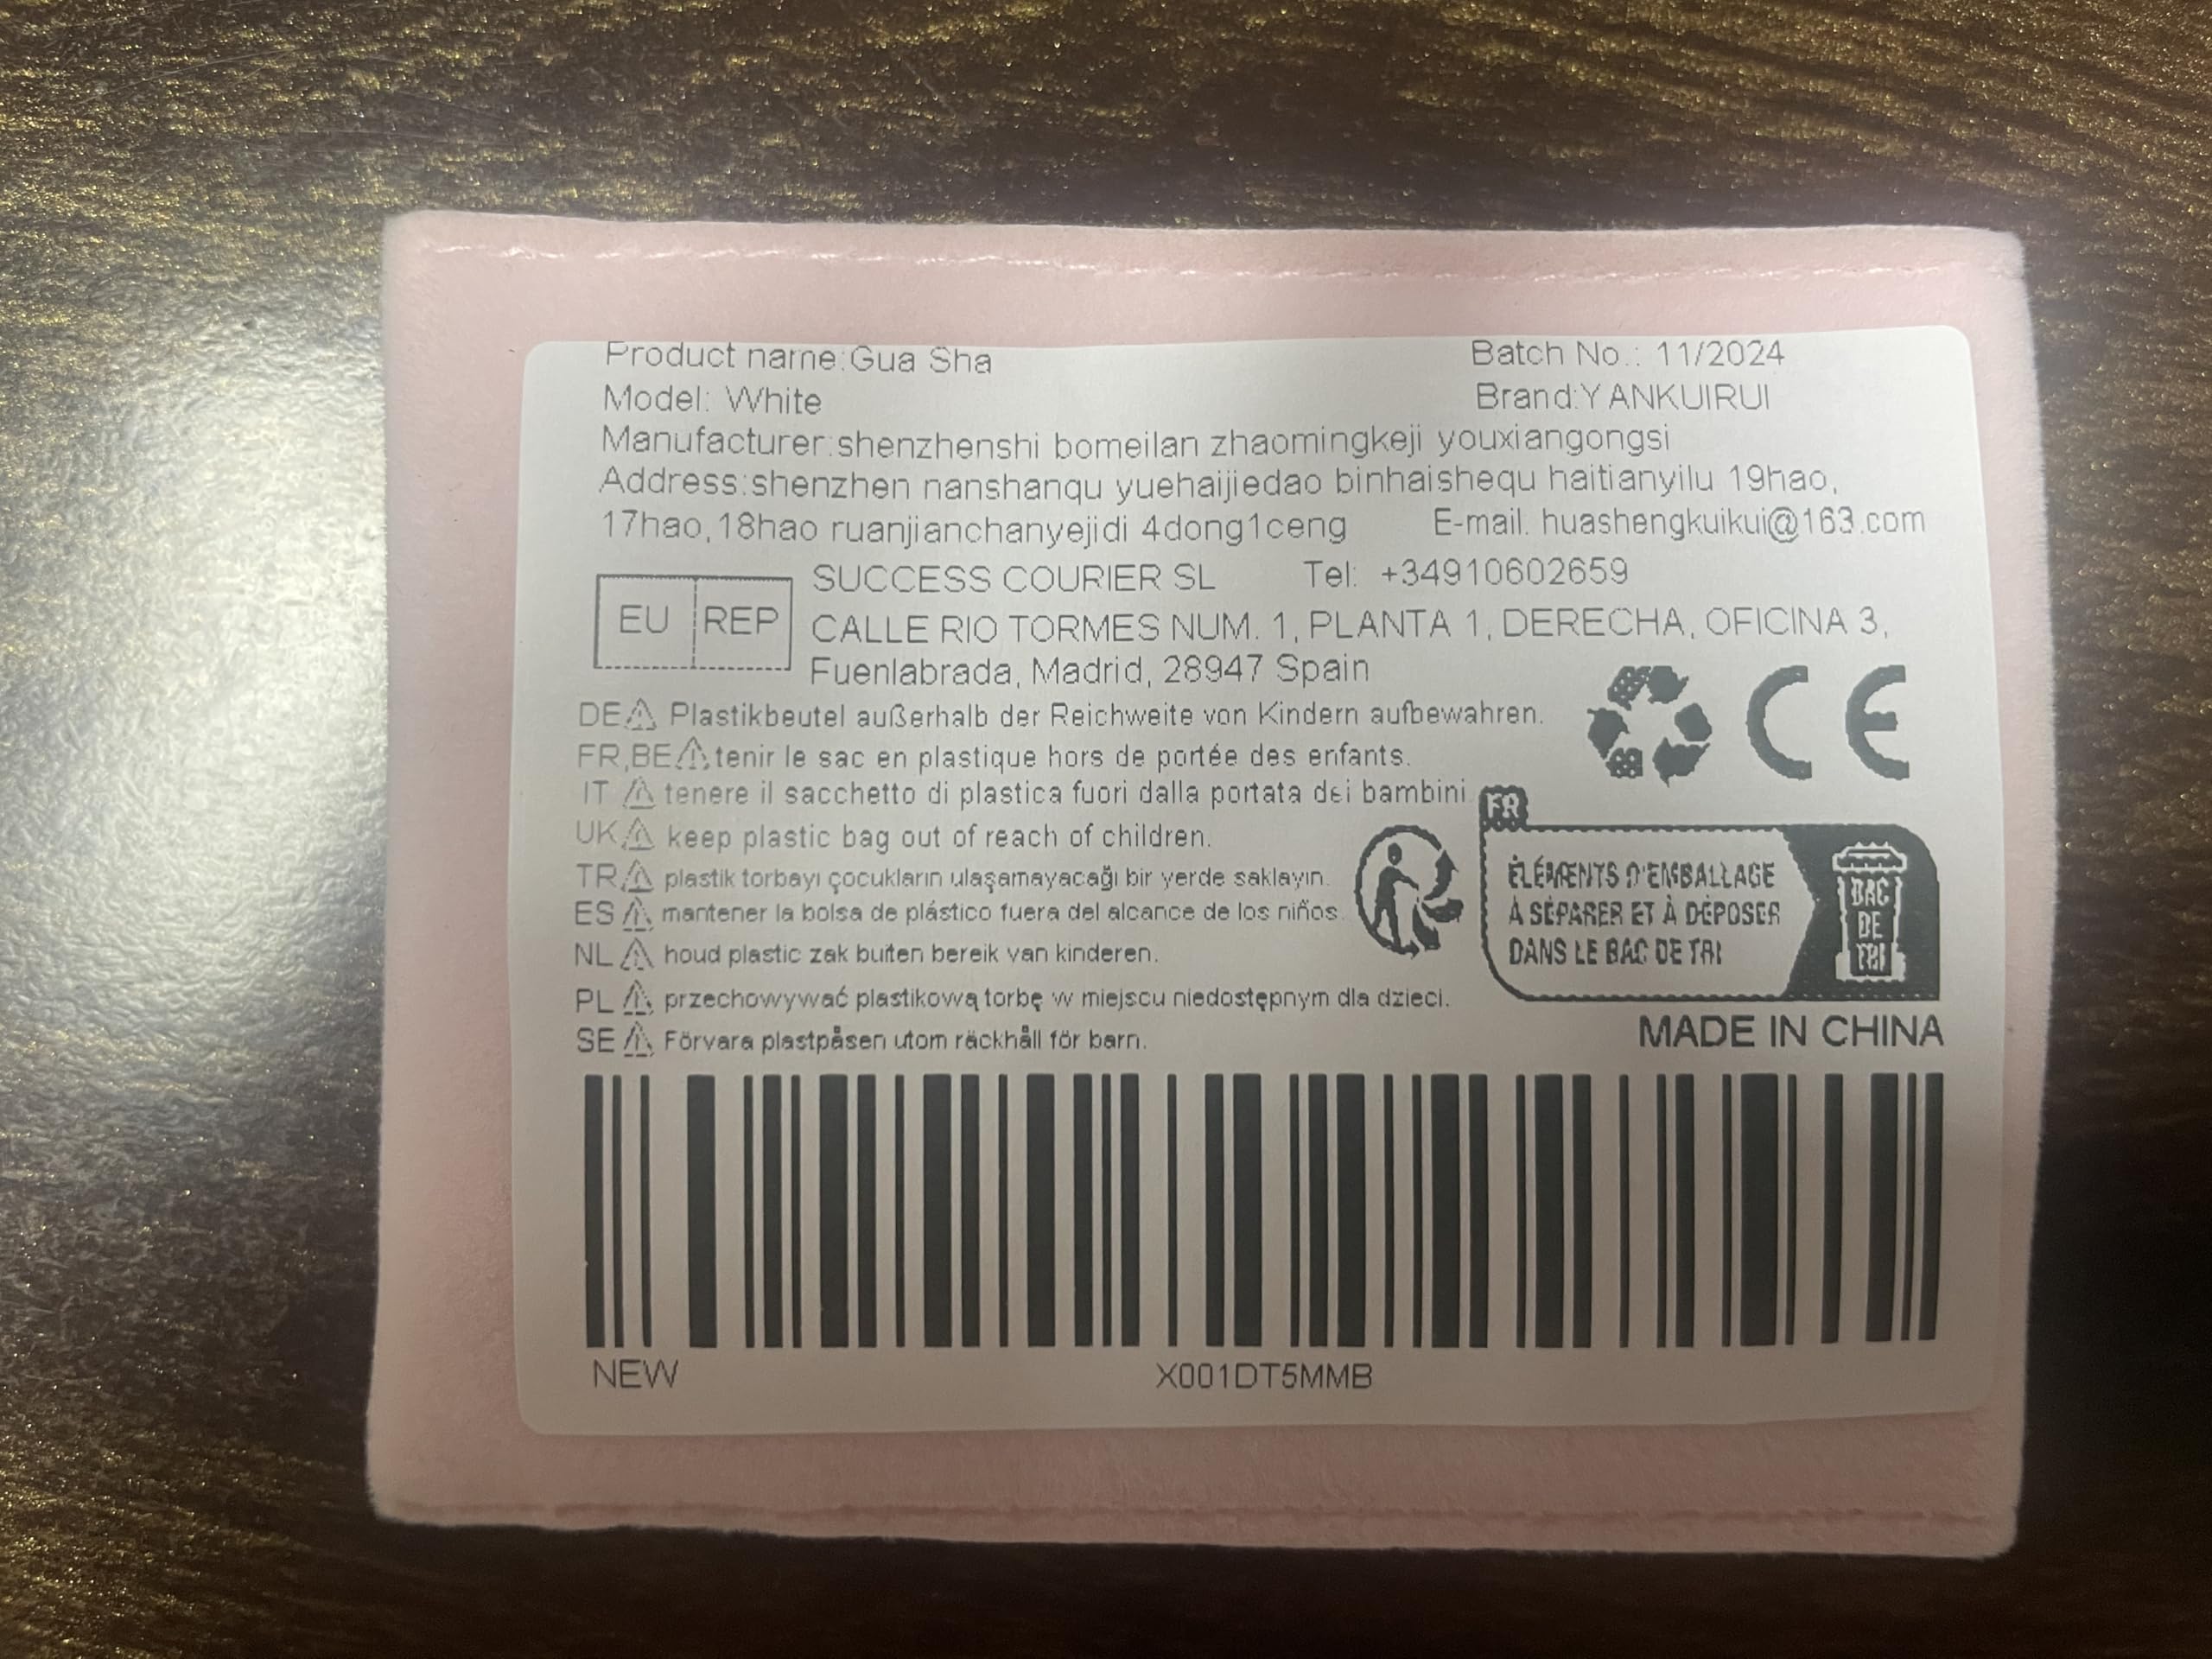 Product name:Gua Sha
Batch No.: 11/2024
Model: White
Brand:YANKUIRUI
Manufacturer:shenzhenshi bomeilan zhaomingkeji youxiangongsi
Address:shenzhen nanshanqu yuehaijiedao binhaishequ haitianyilu 19hao,
17hao,18hao ruanjianchanyejidi 4dong1ceng
E-mail. huashengkuikui@163.com
EU REP
SUCCESS COURIER SL
Tel: +34910602659
CALLE RIO TORMES NUM. 1, PLANTA 1, DERECHA, OFICINA 3,
Fuenlabrada, Madrid, 28947 Spain
CE
DE Plastikbeutel außerhalb der Reichweite von Kindern aufbewahren.
FR,BE tenir le sac en plastique hors de portée des enfants.
IT tenere il sacchetto di plastica fuori dalla portata dei bambini
UK keep plastic bag out of reach of children.
TR plastik torbayı çocukların ulaşamayacağı bir yerde saklayın.
ES mantener la bolsa de plástico fuera del alcance de los niños.
NL houd plastic zak buiten bereik van kinderen.
PL przechowywać plastikową torbę w miejscu niedostępnym dla dzieci.
SE Förvara plastpåsen utom räckhåll för barn.
FR
ÉLÉMENTS D'EMBALLAGE
À SÉPARER ET À DÉPOSER
DANS LE BAC DE TRI
BAC
DE
TRI
MADE IN CHINA
NEW
X001DT5MMB